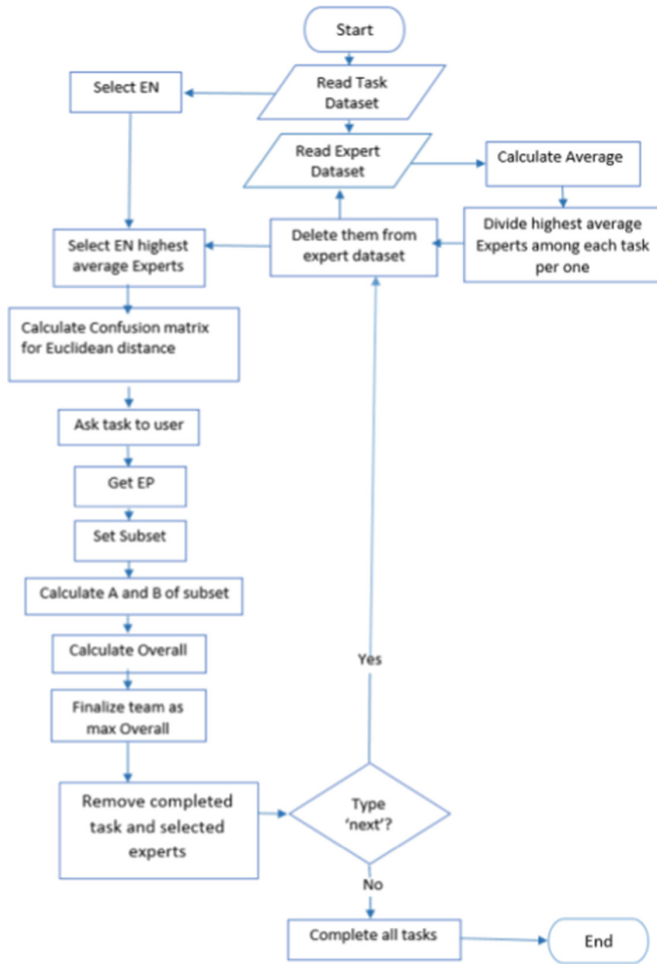 Start
Read Task
Dataset
Select EN
Read Expert
Dataset
Calculate Average
Divide highest average
Experts among each task
per one
Delete them from
expert dataset
Select EN highest
average Experts
Calculate Confusion matrix
for Euclidean distance
Ask task to user
Get EP
Set Subset
Calculate A and B of subset
Calculate Overall
Finalize team as
max Overall
Remove completed
task and selected
experts
Type
‘next’?
Yes
No
Complete all tasks
End